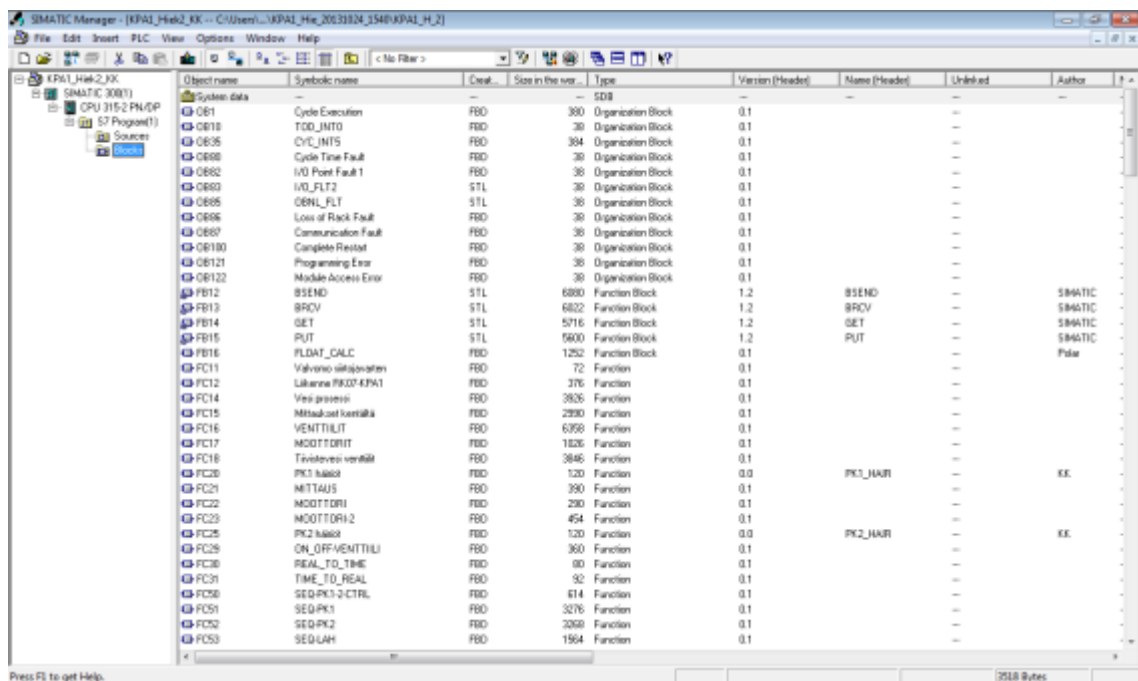 SIMATIC Manager - [KPA1_Hiek2_KK -- C:\Users\...\KPA1_Hie_20131024_1540\KPA1_H_2]
File Edit Insert PLC View Options Window Help
< No Filter >
KPA1_Hiek2_KK
SIMATIC 300(1)
CPU 315-2 PN/DP
S7 Program(1)
Sources
Blocks
Object name Symbolic name Creat... Size in the wor... Type Version (Header) Name (Header) Unlinked Author
System data -- -- -- SDB -- -- -- --
OB1 Cycle Execution FBD 380 Organization Block 0.1 --
OB10 TOD_INT0 FBD 38 Organization Block 0.1 --
OB35 CYC_INT5 FBD 384 Organization Block 0.1 --
OB80 Cycle Time Fault FBD 38 Organization Block 0.1 --
OB82 I/O Point Fault 1 FBD 38 Organization Block 0.1 --
OB83 I/O_FLT2 STL 38 Organization Block 0.1 --
OB85 OBNL_FLT STL 38 Organization Block 0.1 --
OB86 Loss of Rack Fault FBD 38 Organization Block 0.1 --
OB87 Communication Fault FBD 38 Organization Block 0.1 --
OB100 Complete Restart FBD 38 Organization Block 0.1 --
OB121 Programming Error FBD 38 Organization Block 0.1 --
OB122 Module Access Error FBD 38 Organization Block 0.1 --
FB12 BSEND STL 6080 Function Block 1.2 BSEND -- SIMATIC
FB13 BRCV STL 6022 Function Block 1.2 BRCV -- SIMATIC
FB14 GET STL 5716 Function Block 1.2 GET -- SIMATIC
FB15 PUT STL 5600 Function Block 1.2 PUT -- SIMATIC
FB16 FLOAT_CALC FBD 1252 Function Block 0.1 -- Polar
FC11 Valvomo siirtojavarten FBD 72 Function 0.1 --
FC12 Liikenne RK07-KPA1 FBD 376 Function 0.1 --
FC14 Vesi prosessi FBD 3926 Function 0.1 --
FC15 Mittaukset kentältä FBD 2990 Function 0.1 --
FC16 VENTTIILIT FBD 6358 Function 0.1 --
FC17 MOOTTORIT FBD 1026 Function 0.1 --
FC18 Tiivistevesi venttiilit FBD 3846 Function 0.1 --
FC20 PK1 häiriöt FBD 120 Function 0.0 PK1_HAIR -- KK
FC21 MITTAUS FBD 390 Function 0.1 --
FC22 MOOTTORI FBD 290 Function 0.1 --
FC23 MOOTTORI-2 FBD 454 Function 0.1 --
FC25 PK2 häiriöt FBD 120 Function 0.0 PK2_HAIR -- KK
FC29 ON_OFF-VENTTIILI FBD 360 Function 0.1 --
FC30 REAL_TO_TIME FBD 80 Function 0.1 --
FC31 TIME_TO_REAL FBD 92 Function 0.1 --
FC50 SEQ-PK1-2-CTRL FBD 614 Function 0.1 --
FC51 SEQ-PK1 FBD 3276 Function 0.1 --
FC52 SEQ-PK2 FBD 3268 Function 0.1 --
FC53 SEQ-LAH FBD 1564 Function 0.1 --
Press F1 to get Help. 3518 Bytes